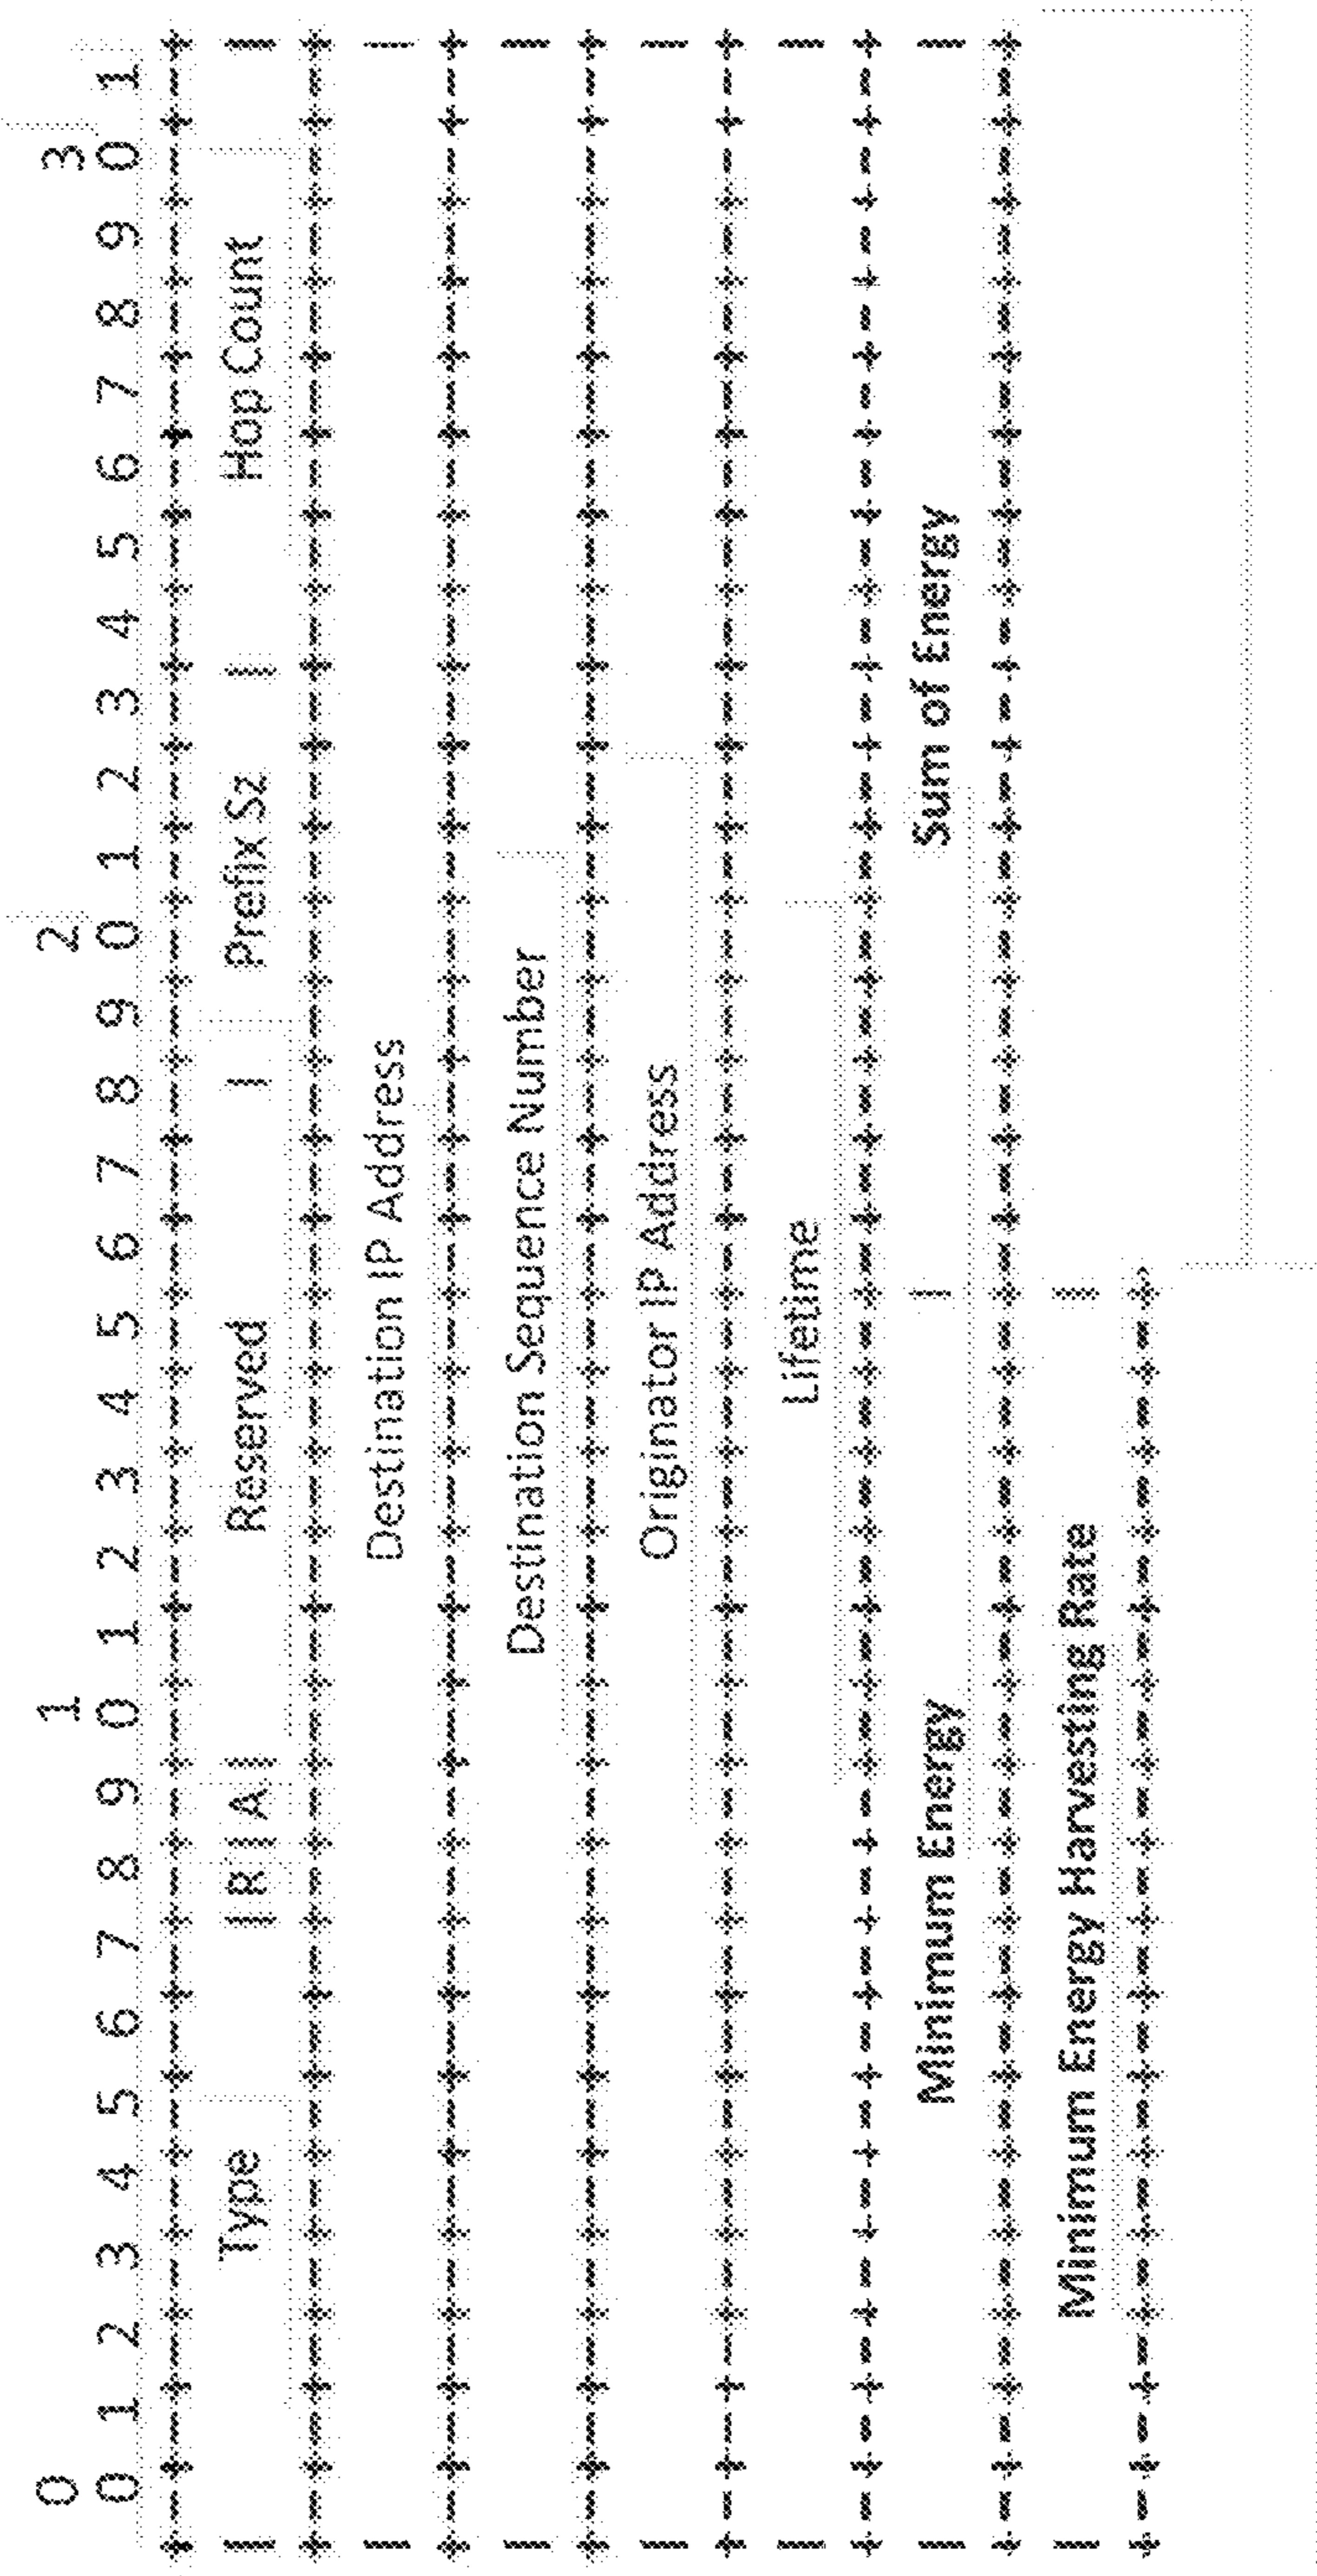 0 1 2 3
0 1 2 3 4 5 6 7 8 9 0 1 2 3 4 5 6 7 8 9 0 1 2 3 4 5 6 7 8 9 0 1
+-+-+-+-+-+-+-+-+-+-+-+-+-+-+-+-+-+-+-+-+-+-+-+-+-+-+-+-+-+-+-+-+
| Type |R|A| Reserved | Prefix Sz | Hop Count |
+-+-+-+-+-+-+-+-+-+-+-+-+-+-+-+-+-+-+-+-+-+-+-+-+-+-+-+-+-+-+-+-+
| Destination IP Address |
+-+-+-+-+-+-+-+-+-+-+-+-+-+-+-+-+-+-+-+-+-+-+-+-+-+-+-+-+-+-+-+-+
| Destination Sequence Number |
+-+-+-+-+-+-+-+-+-+-+-+-+-+-+-+-+-+-+-+-+-+-+-+-+-+-+-+-+-+-+-+-+
| Originator IP Address |
+-+-+-+-+-+-+-+-+-+-+-+-+-+-+-+-+-+-+-+-+-+-+-+-+-+-+-+-+-+-+-+-+
| Lifetime |
+-+-+-+-+-+-+-+-+-+-+-+-+-+-+-+-+-+-+-+-+-+-+-+-+-+-+-+-+-+-+-+-+
| Minimum Energy | Sum of Energy |
+-+-+-+-+-+-+-+-+-+-+-+-+-+-+-+-+-+-+-+-+-+-+-+-+-+-+-+-+-+-+-+-+
| Minimum Energy Harvesting Rate |
+-+-+-+-+-+-+-+-+-+-+-+-+-+-+-+-+